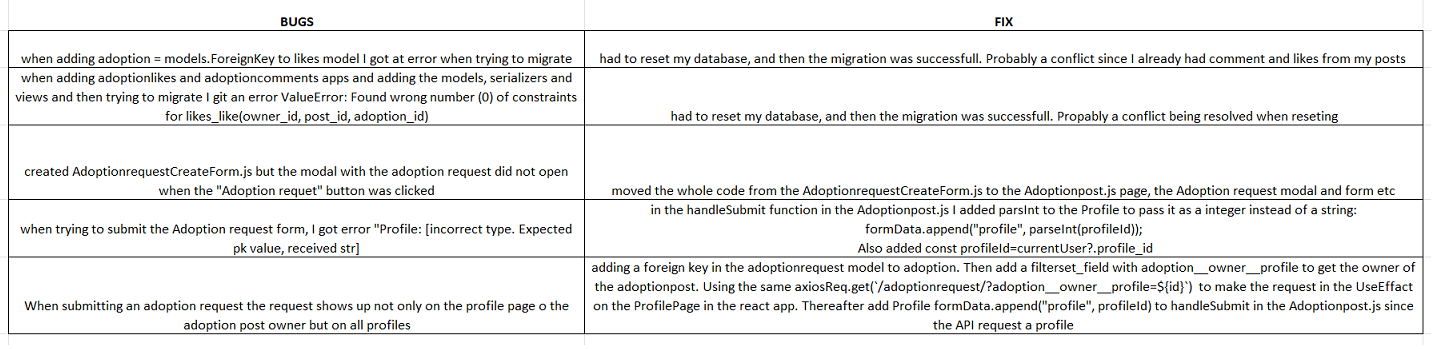 BUGS
FIX
when adding adoption = models.ForeignKey to likes model I got at error when trying to migrate
had to reset my database, and then the migration was successfull. Probably a conflict since I already had comment and likes from my posts
when adding adoptionlikes and adoptioncomments apps and adding the models, serializers and
views and then trying to migrate I git an error ValueError: Found wrong number (0) of constraints
for likes_like(owner_id, post_id, adoption_id)
had to reset my database, and then the migration was successfull. Propably a conflict being resolved when reseting
created AdoptionrequestCreateForm.js but the modal with the adoption request did not open
when the "Adoption requet" button was clicked
moved the whole code from the AdoptionrequestCreateForm.js to the Adoptionpost.js page, the Adoption request modal and form etc
when trying to submit the Adoption request form, I got error "Profile: [incorrect type. Expected
pk value, received str]
in the handleSubmit function in the Adoptionpost.js I added parsInt to the Profile to pass it as a integer instead of a string:
formData.append("profile", parseInt(profileId));
Also added const profileId=currentUser?.profile_id
When submitting an adoption request the request shows up not only on the profile page o the
adoption post owner but on all profiles
adding a foreign key in the adoptionrequest model to adoption. Then add a filterset_field with adoption__owner__profile to get the owner of
the adoptionpost. Using the same axiosReq.get(`/adoptionrequest/?adoption__owner__profile=${id}`) to make the request in the UseEffact
on the ProfilePage in the react app. Thereafter add Profile formData.append("profile", profileId) to handleSubmit in the Adoptionpost.js since
the API request a profile